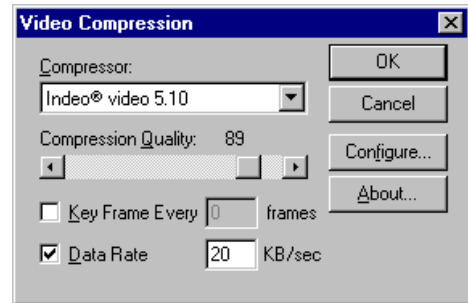 Video Compression
Compressor:
OK
Indeo® video 5.10
Cancel
Compression Quality: 89
Configure...
About...
Key Frame Every 0 frames
Data Rate 20 KB/sec